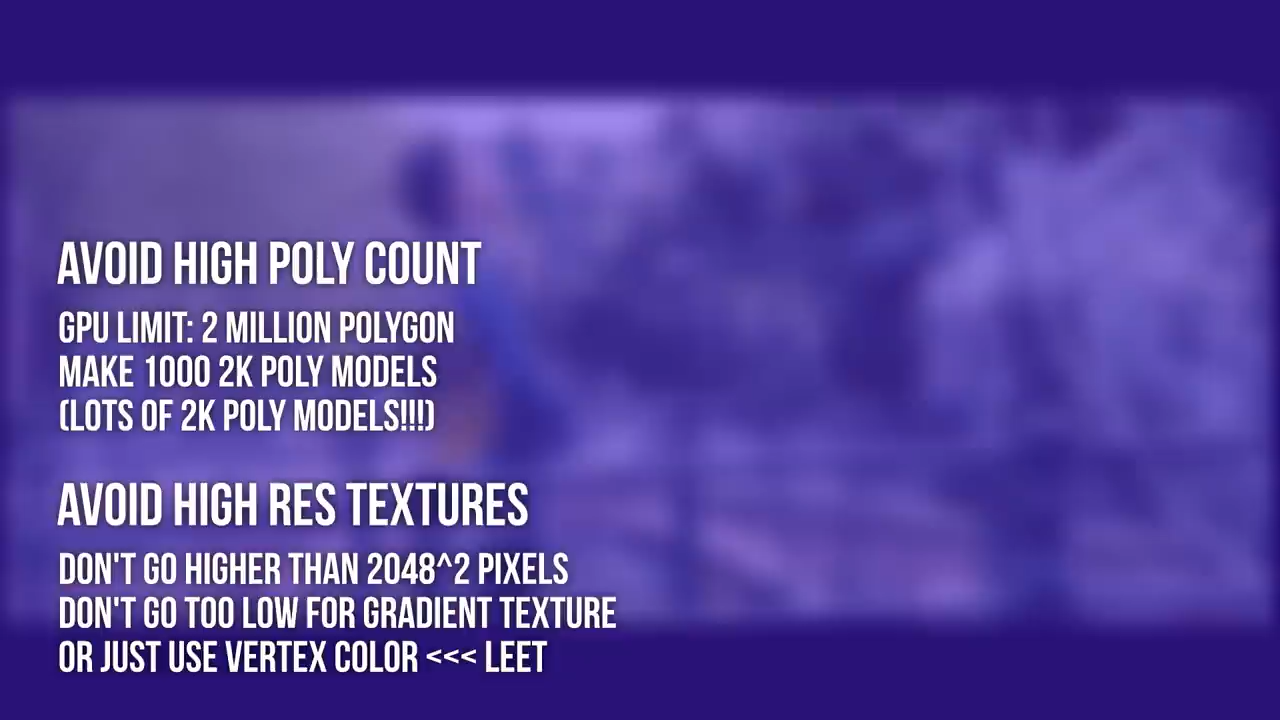 AVOID HIGH POLY COUNT
GPU LIMIT: 2 MILLION POLYGON
MAKE 1000 2K POLY MODELS
(LOTS OF 2K POLY MODELS!!!)
AVOID HIGH RES TEXTURES
DON'T GO HIGHER THAN 2048^2 PIXELS
DON'T GO TOO LOW FOR GRADIENT TEXTURE
OR JUST USE VERTEX COLOR <<< LEET